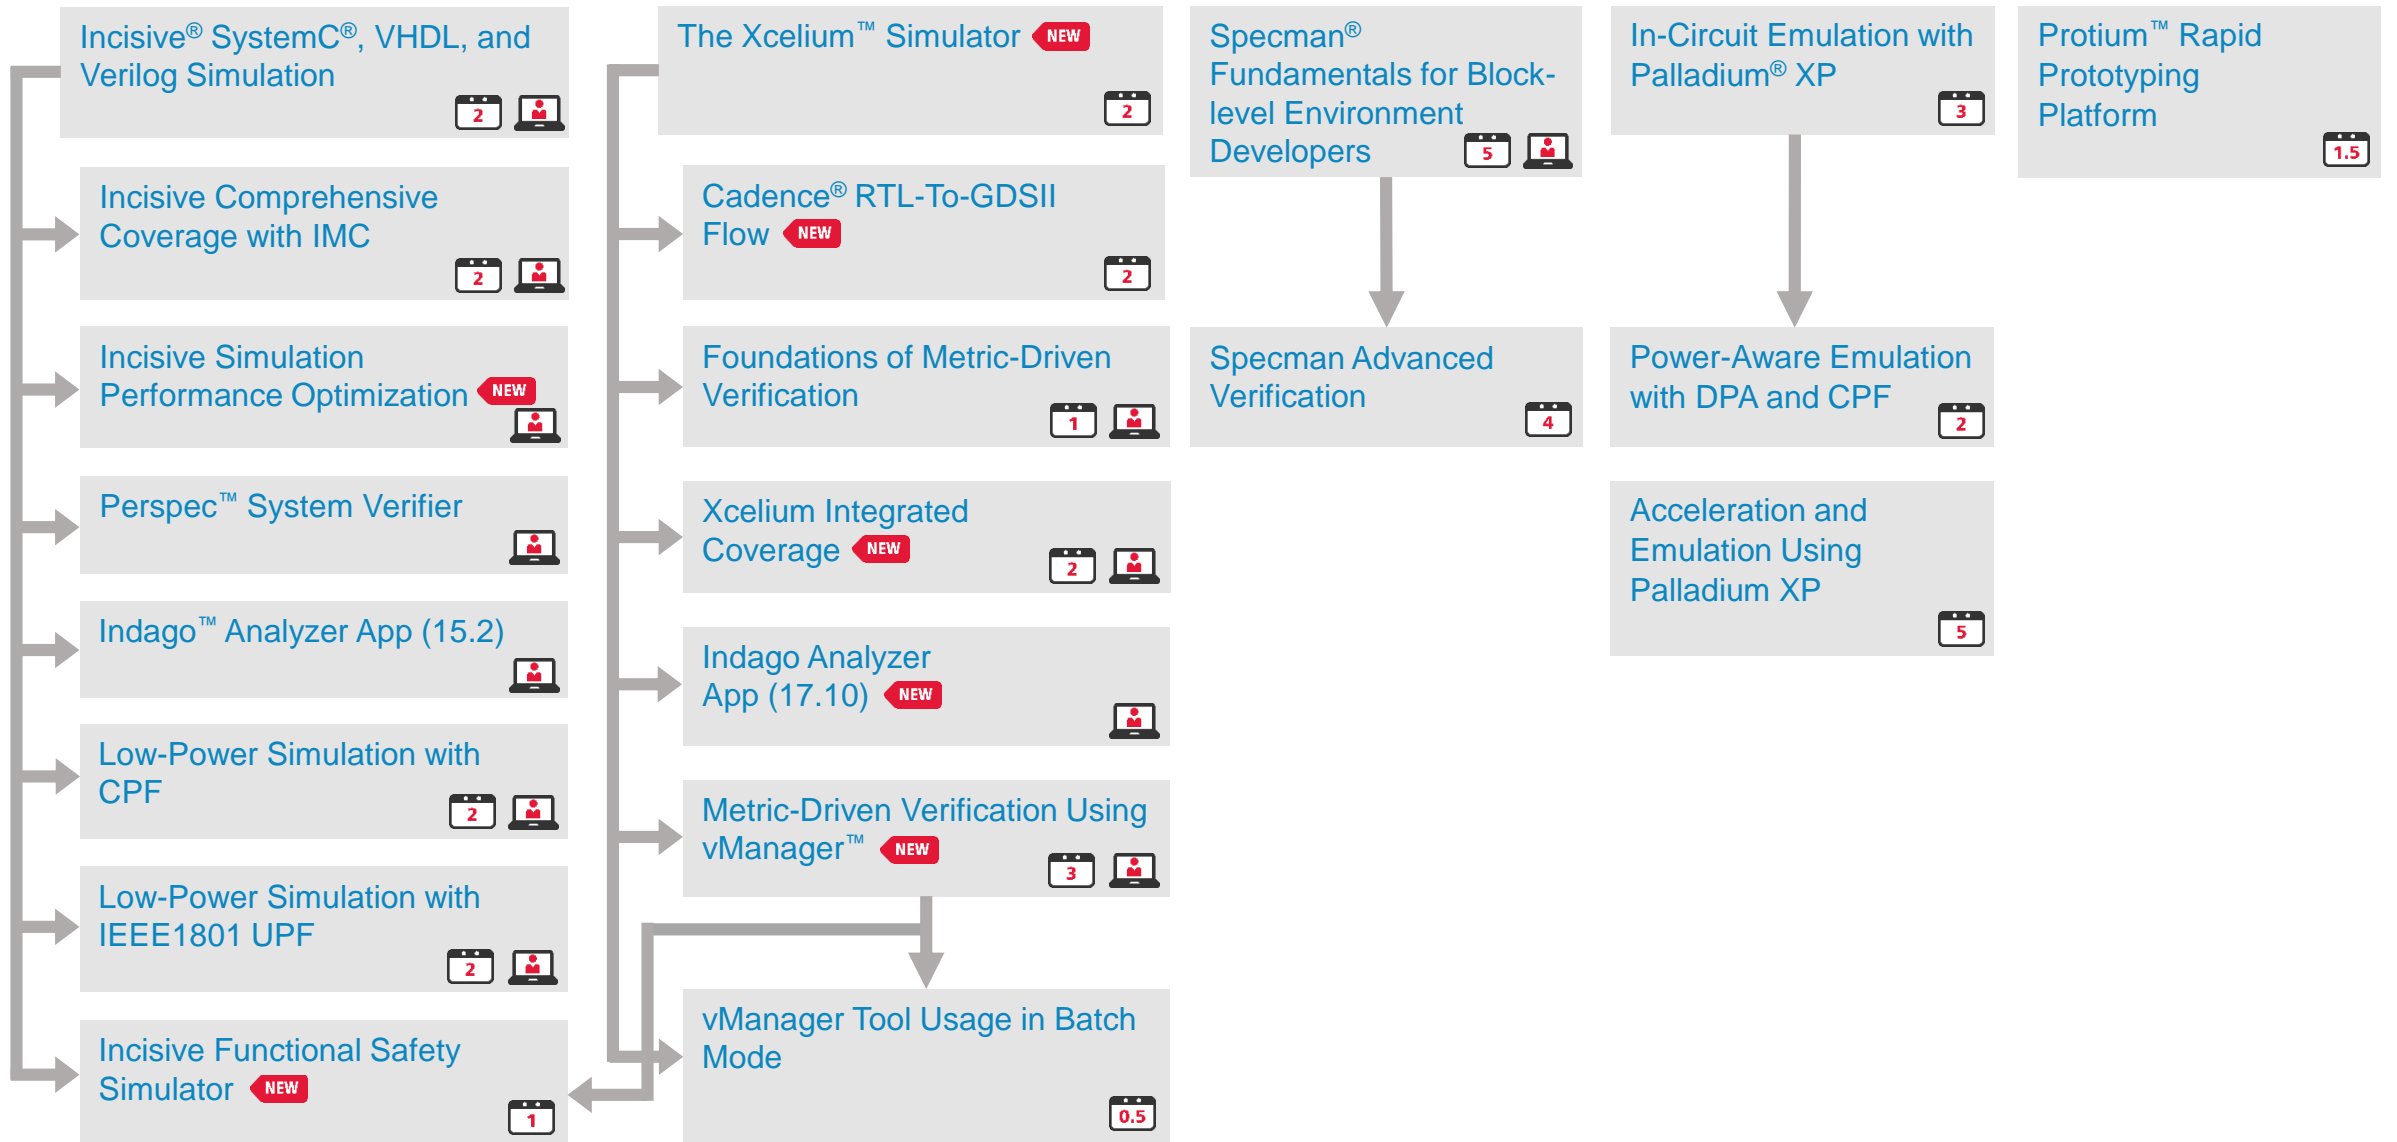 Incisive® SystemC®, VHDL, and
Verilog Simulation
2
Incisive Comprehensive
Coverage with IMC
2
Incisive Simulation
Performance Optimization NEW
Perspec™ System Verifier
Indago™ Analyzer App (15.2)
Low-Power Simulation with
CPF
2
Low-Power Simulation with
IEEE1801 UPF
2
Incisive Functional Safety
Simulator NEW
1
The Xcelium™ Simulator NEW
2
Cadence® RTL-To-GDSII
Flow NEW
2
Foundations of Metric-Driven
Verification
1
Xcelium Integrated
Coverage NEW
2
Indago Analyzer
App (17.10) NEW
Metric-Driven Verification Using
vManager™ NEW
3
vManager Tool Usage in Batch
Mode
0.5
Specman®
Fundamentals for Block-
level Environment
Developers
5
Specman Advanced
Verification
4
In-Circuit Emulation with
Palladium® XP
3
Power-Aware Emulation
with DPA and CPF
2
Acceleration and
Emulation Using
Palladium XP
5
Protium™ Rapid
Prototyping
Platform
1.5